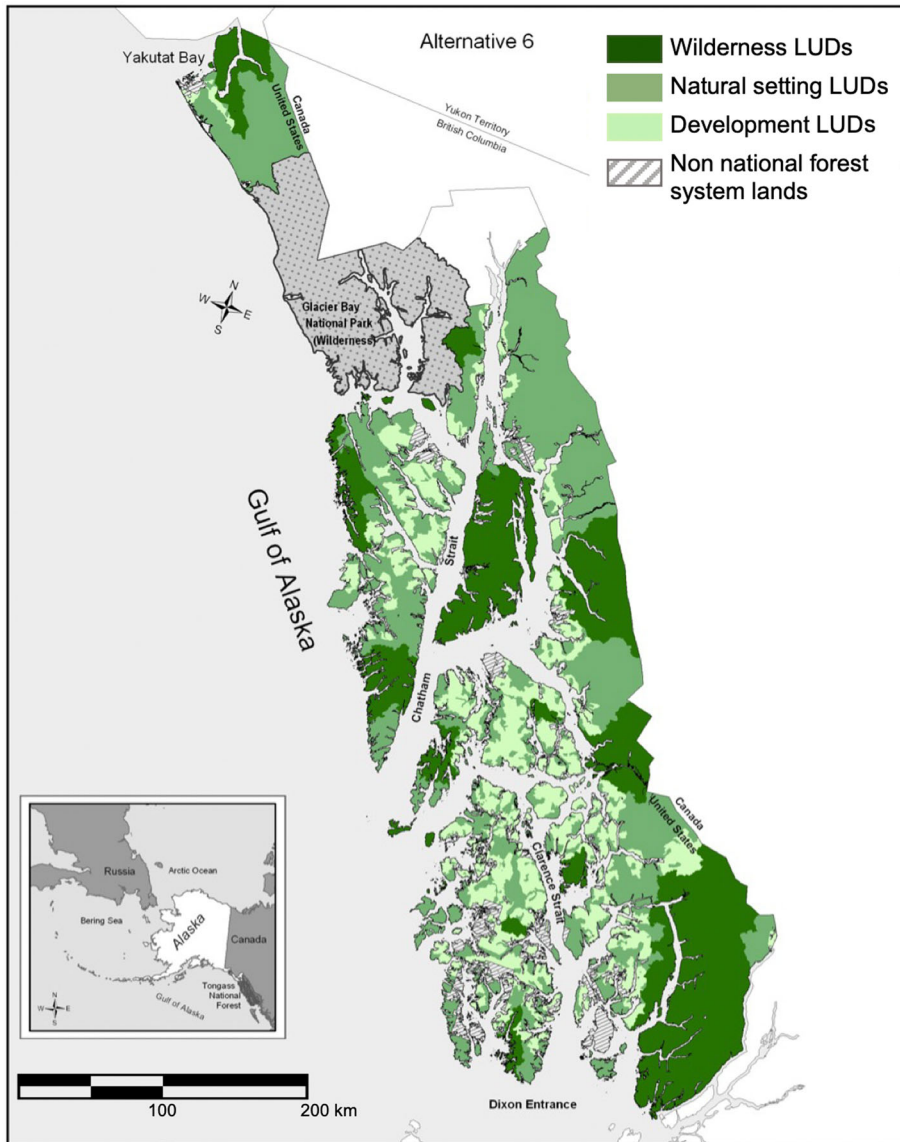 Alternative 6
Yakutat Bay
Wilderness LUDs
Natural setting LUDs
Development LUDs
Non national forest
system lands
Canada
United States
Yukon Territory
British Columbia
N
W
E
S
Glacier Bay
National Park
(Wilderness)
Gulf of Alaska
Strait
Chatham
Canada
United States
Clarence Strait
Dixon Entrance
Russia
Arctic Ocean
Bering Sea
Alaska
Canada
Tongass
National
Forest
Gulf of Alaska
N
W
E
S
100
200 km